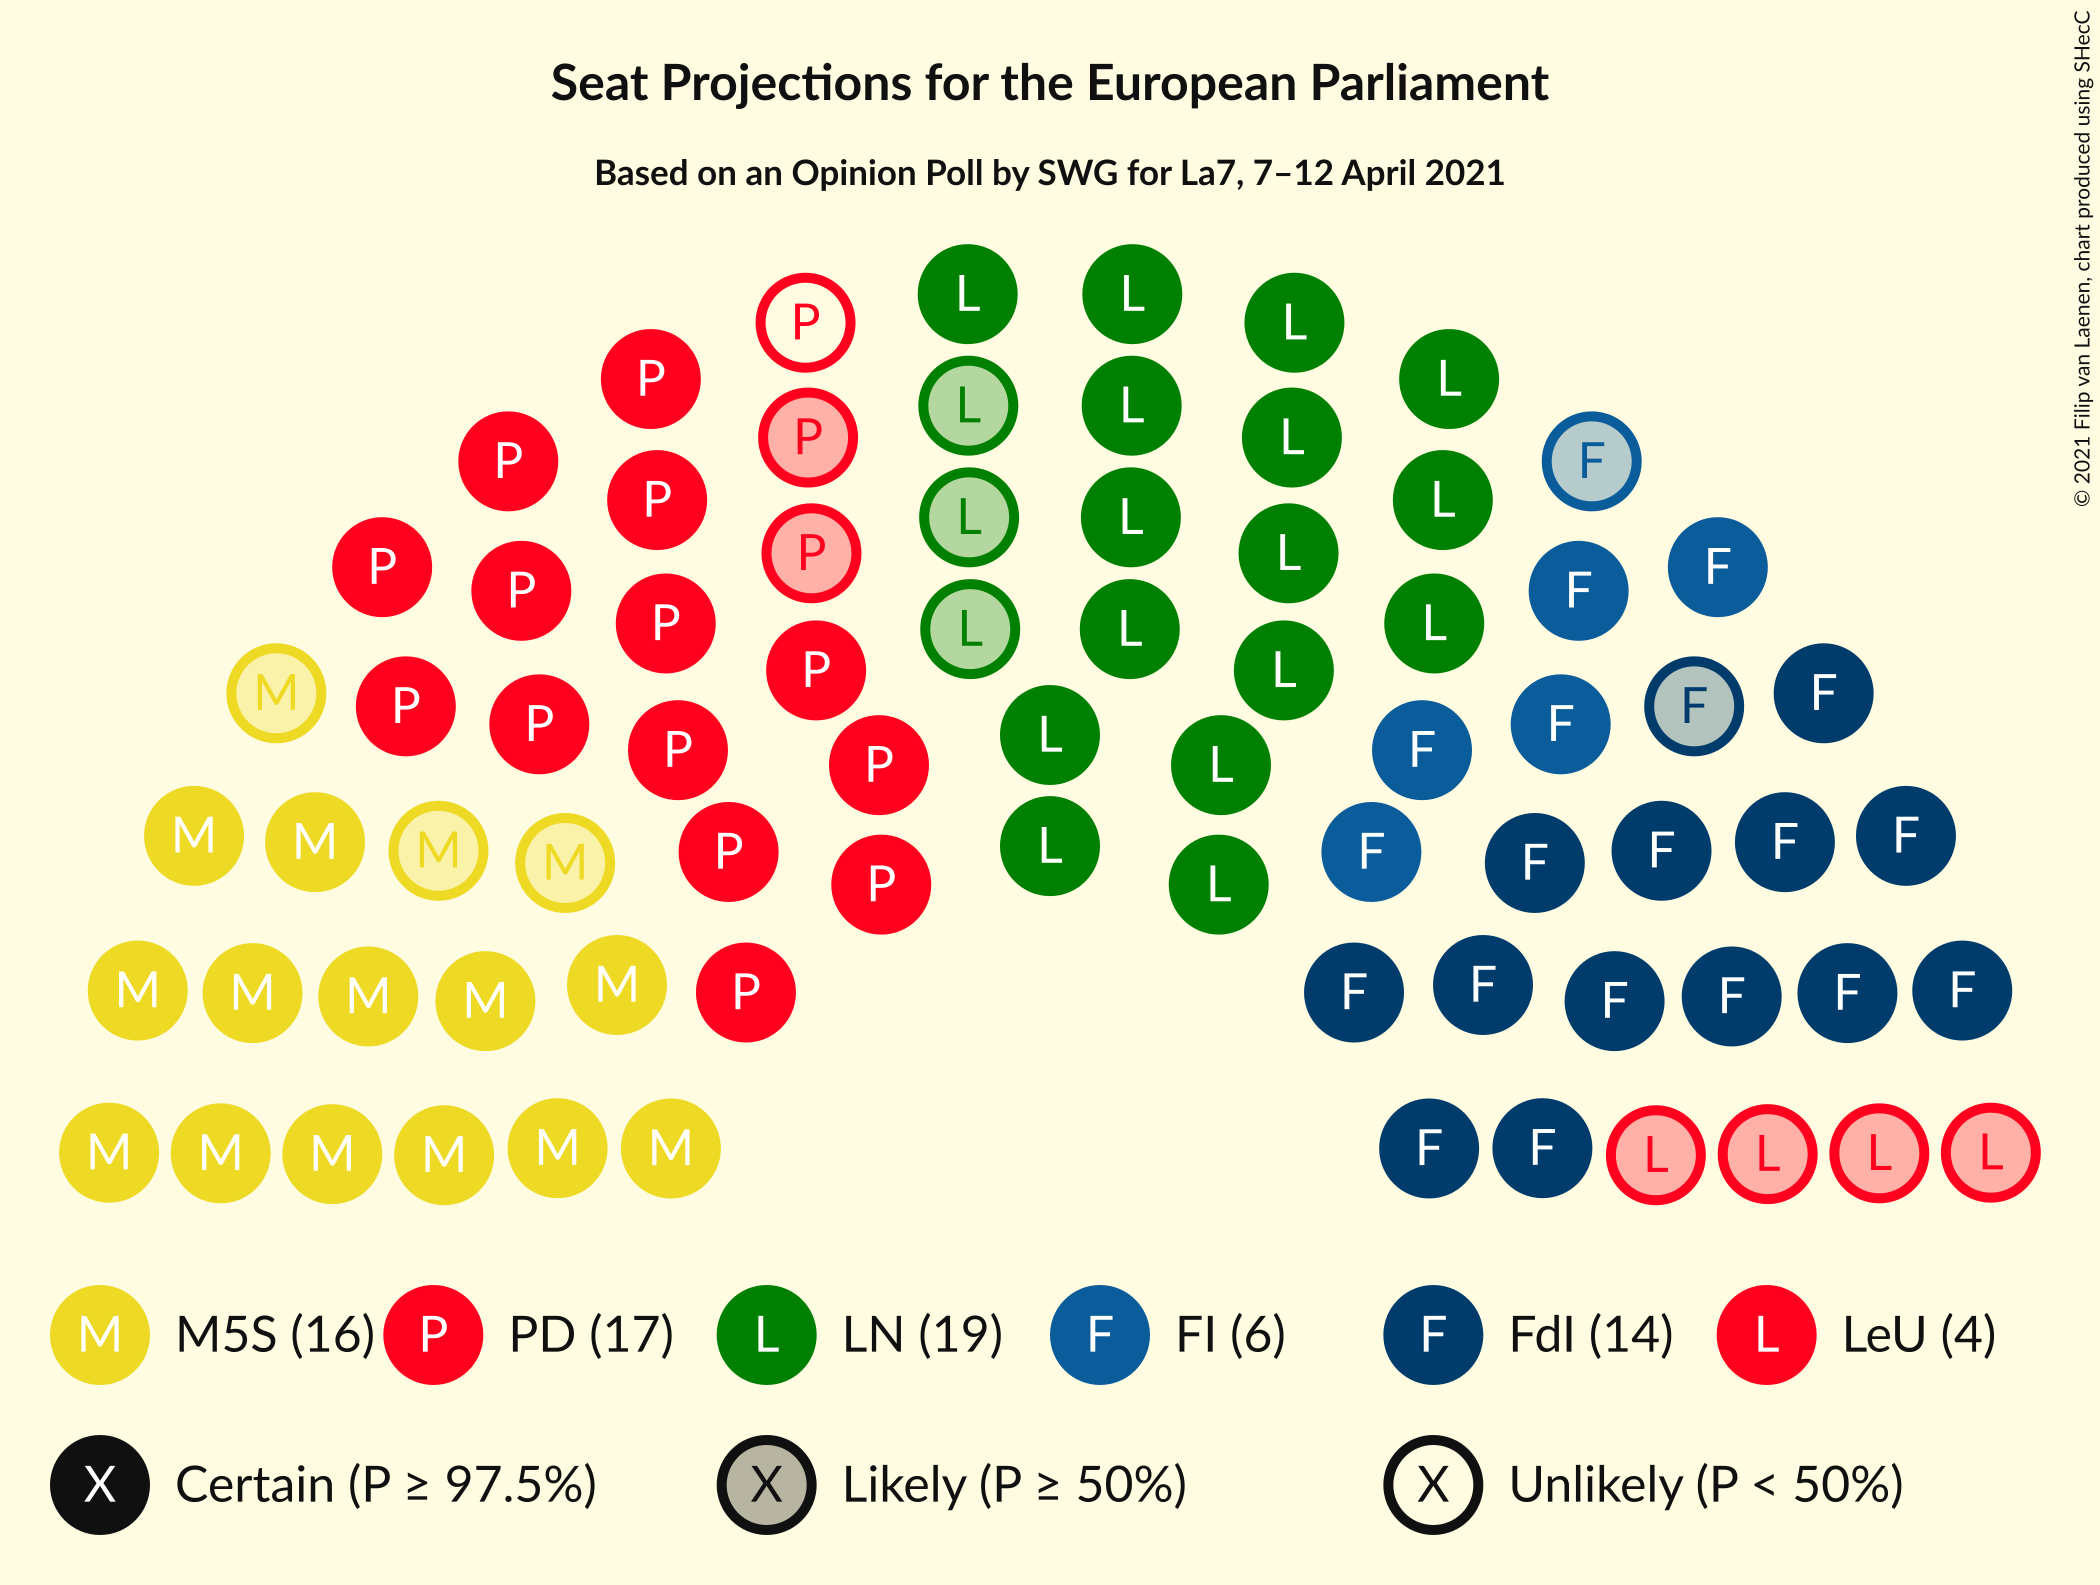 Seat Projections for the European Parliament
Based on an Opinion Poll by SWG for La7, 7–12 April 2021
© 2021 Filip van Laenen, chart produced using SHecC
L L
P L L
P L
P L L
P L
P F
P P
L L
L L
P F
P P
L L
P L
P F F
P P
L L
P L
M F
P F
P F
P F
L
P L
M F
M F
M F
M F
P F
L
P L
M M M M M P F F F F F F
M M M M M M F F L L L L
M M5S (16) P PD (17) L LN (19) F FI (6) F FdI (14) L LeU (4)
X Certain (P ≥ 97.5%) X Likely (P ≥ 50%) X Unlikely (P < 50%)